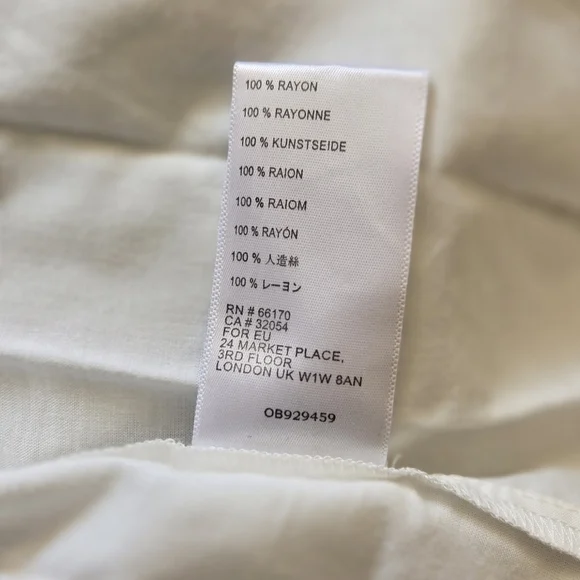 100 % RAYON
100 % RAYONNE
100 % KUNSTSEIDE
100 % RAION
100 % RAIOM
100 % RAYÓN
100 % 人造絲
100 % レーヨン
RN # 66170
CA # 32054
FOR EU
24 MARKET PLACE,
3RD FLOOR
LONDON UK W1W 8AN
OB929459